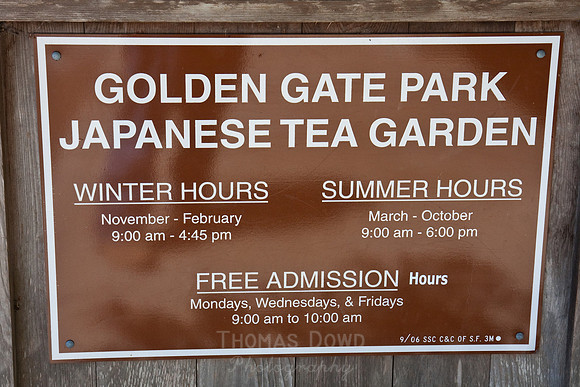 GOLDEN GATE PARK
JAPANESE TEA GARDEN
WINTER HOURS
November - February
9:00 am - 4:45 pm
SUMMER HOURS
March - October
9:00 am - 6:00 pm
FREE ADMISSION Hours
Mondays, Wednesdays, & Fridays
9:00 am to 10:00 am
THOMAS DOWD
Photography
9/06 SSC C&C OF S.F. 3M